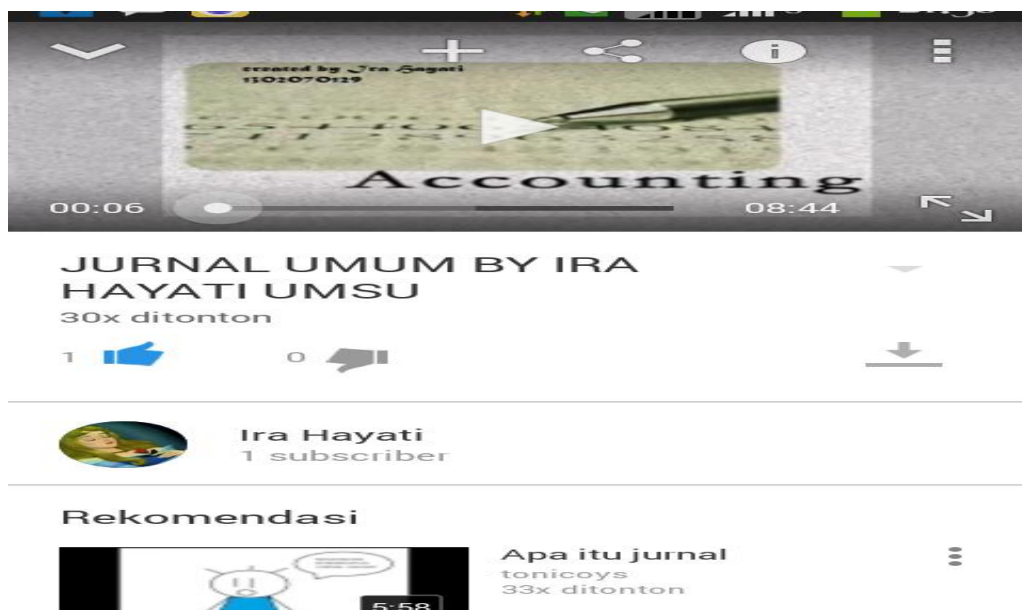 created by Ira Hayati
1302070129
Accounting
00:06
08:44
JURNAL UMUM BY IRA
HAYATI UMSU
30x ditonton
1
0
Ira Hayati
1 subscriber
Rekomendasi
Apa itu jurnal
tonicoys
33x ditonton
5:58